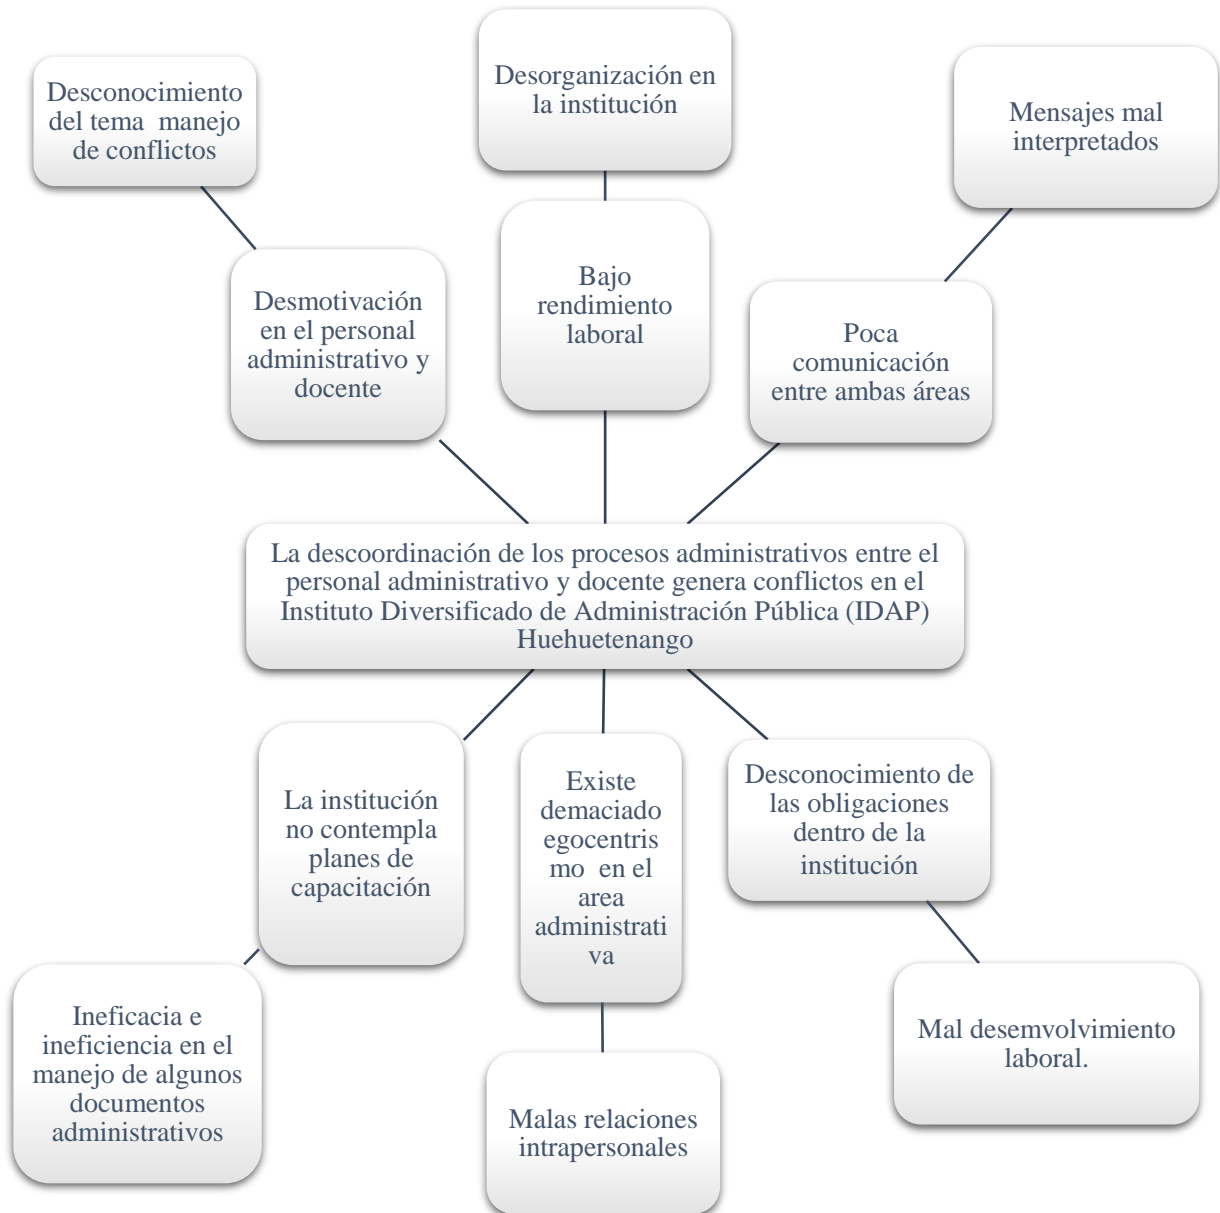 Desorganización en
la institución
Desconocimiento
del tema  manejo
de conflictos
Mensajes mal
interpretados
Desmotivación
en el personal
administrativo y
docente
Bajo
rendimiento
laboral
Poca
comunicación
entre ambas áreas
La descoordinación de los procesos administrativos entre el
personal administrativo y docente genera conflictos en el
Instituto Diversificado de Administración Pública (IDAP)
Huehuetenango
La institución
no contempla
planes de
capacitación
Existe
demaciado
egocentris
mo  en el
area
administrati
va
Desconocimiento de
las obligaciones
dentro de la
institución
Ineficacia e
ineficiencia en el
manejo de algunos
documentos
administrativos
Malas relaciones
intrapersonales
Mal desemvolvimiento
laboral.